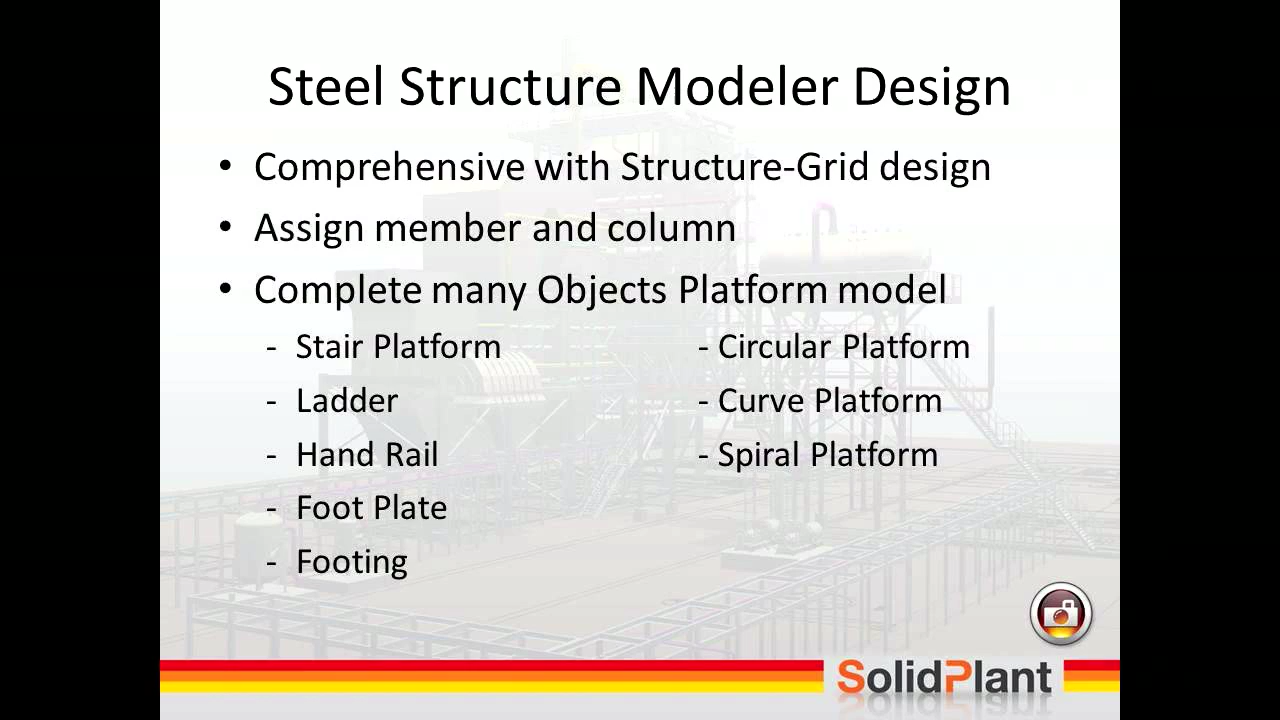 Steel Structure Modeler Design
• Comprehensive with Structure-Grid design
• Assign member and column
• Complete many Objects Platform model
- Stair Platform
- Ladder
- Hand Rail
- Foot Plate
- Footing
- Circular Platform
- Curve Platform
- Spiral Platform
SolidPlant